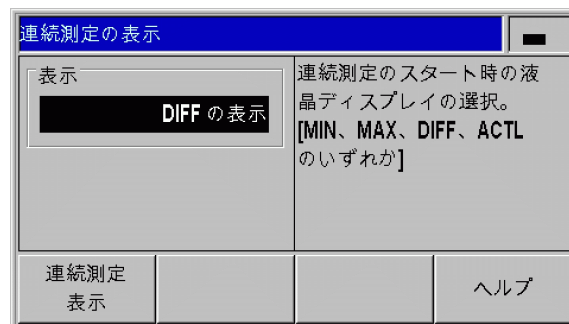 連続測定の表示
表示
DIFF の表示
連続測定のスタート時の液
晶ディスプレイの選択。
[MIN、MAX、DIFF、ACTL
のいずれか]
連続測定
表示
ヘルプ